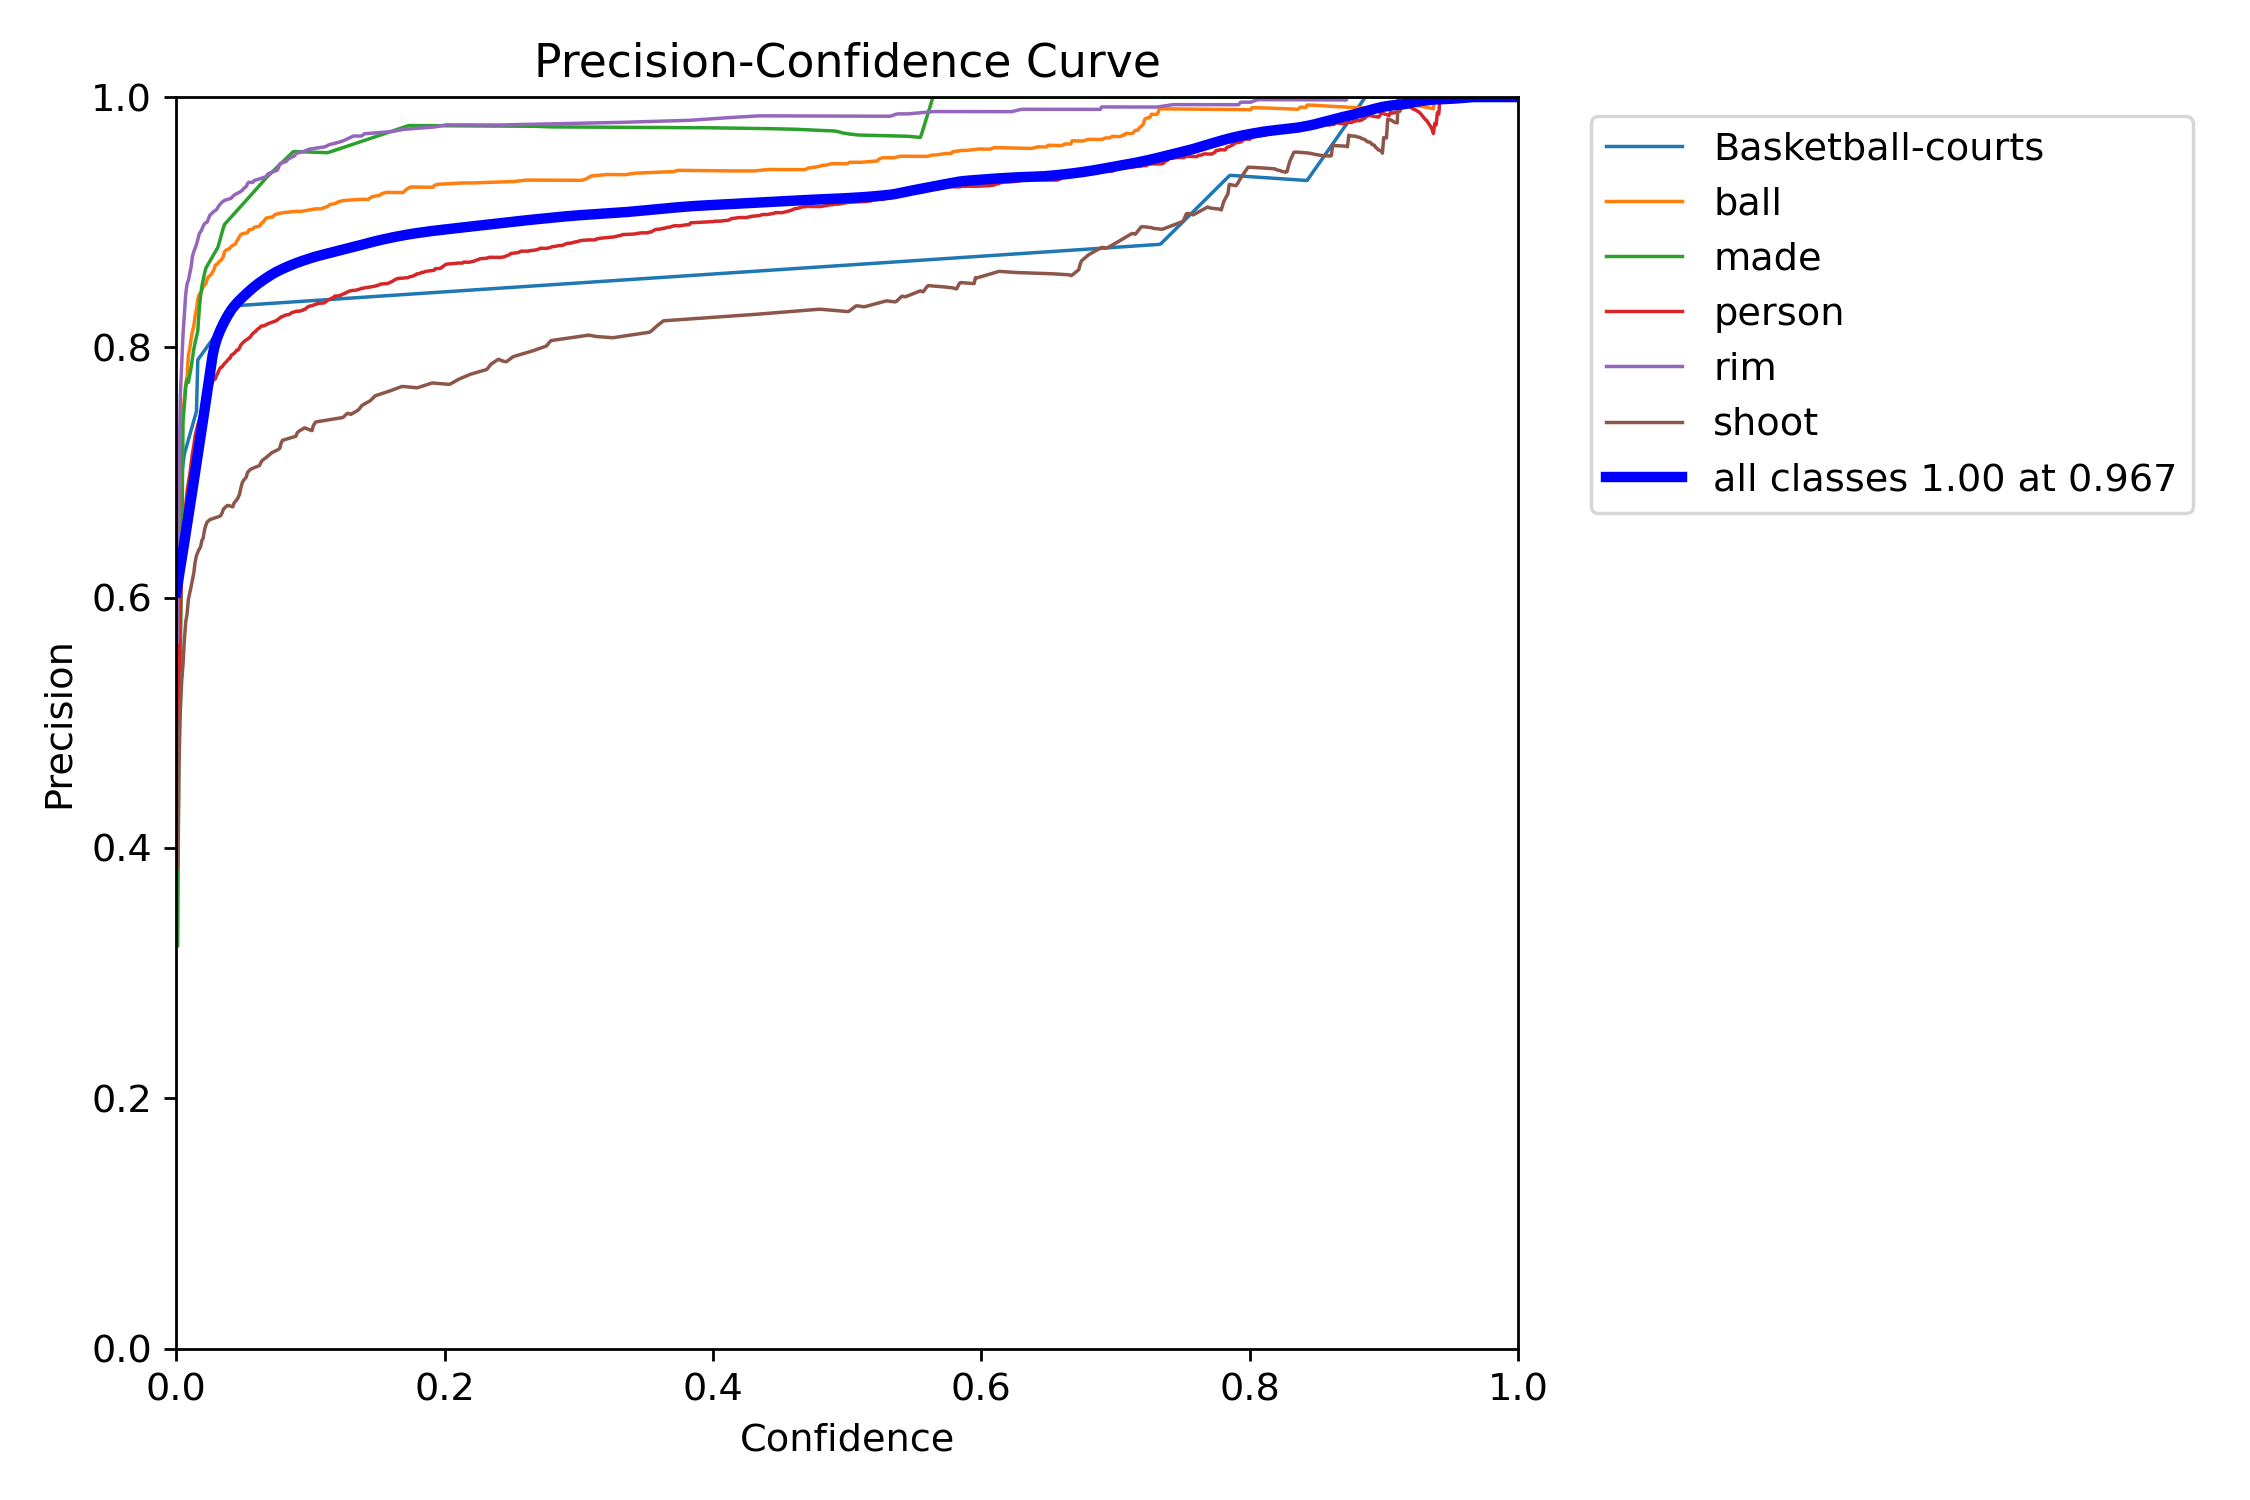 Precision-Confidence Curve
1.0
0.8
0.6
0.4
0.2
0.0
Precision
0.0 0.2 0.4 0.6 0.8 1.0
Confidence
Basketball-courts
ball
made
person
rim
shoot
all classes 1.00 at 0.967